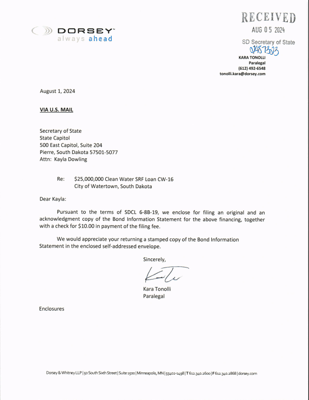 DORSEY
always ahead
RECEIVED
AUG 05 2024
SD Secretary of State
KARA TONOLLI
Paralegal
(612) 492-6548
tonolli.kara@dorsey.com
August 1, 2024
VIA U.S. MAIL
Secretary of State
State Capitol
500 East Capitol, Suite 204
Pierre, South Dakota 57501-5077
Attn: Kayla Dowling
Re: $25,000,000 Clean Water SRF Loan CW-16
City of Watertown, South Dakota
Dear Kayla:
Pursuant to the terms of SDCL 6-8B-19, we enclose for filing an original and an
acknowledgment copy of the Bond Information Statement for the above financing, together
with a check for $10.00 in payment of the filing fee.
We would appreciate your returning a stamped copy of the Bond Information
Statement in the enclosed self-addressed envelope.
Sincerely,
Kara Tonolli
Paralegal
Enclosures
Dorsey & Whitney LLP | 50 South Sixth Street | Suite 1500 | Minneapolis, MN | 55402-1498 | T 612.340.2600 | F 612.340.2868 | dorsey.com